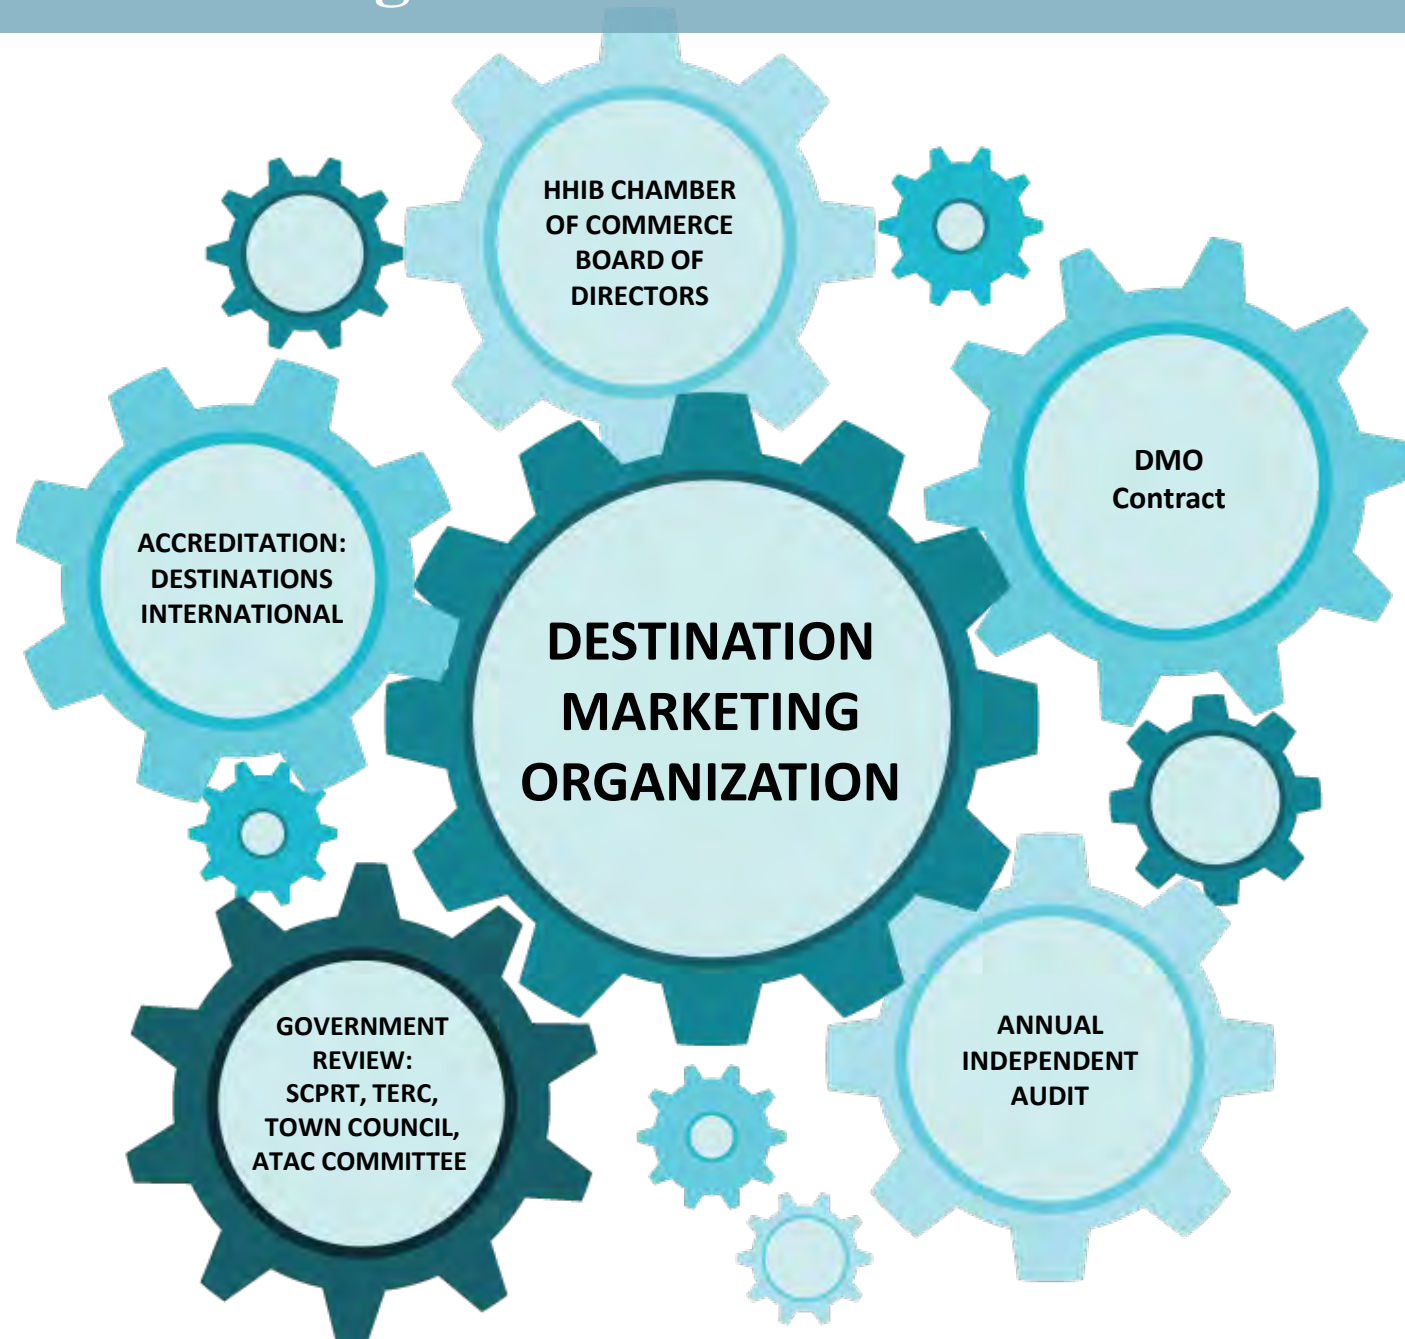 HHIB CHAMBER
OF COMMERCE
BOARD OF
DIRECTORS
DMO
Contract
ACCREDITATION:
DESTINATIONS
INTERNATIONAL
DESTINATION
MARKETING
ORGANIZATION
GOVERNMENT
REVIEW:
SCPRT, TERC,
TOWN COUNCIL,
ATAC COMMITTEE
ANNUAL
INDEPENDENT
AUDIT